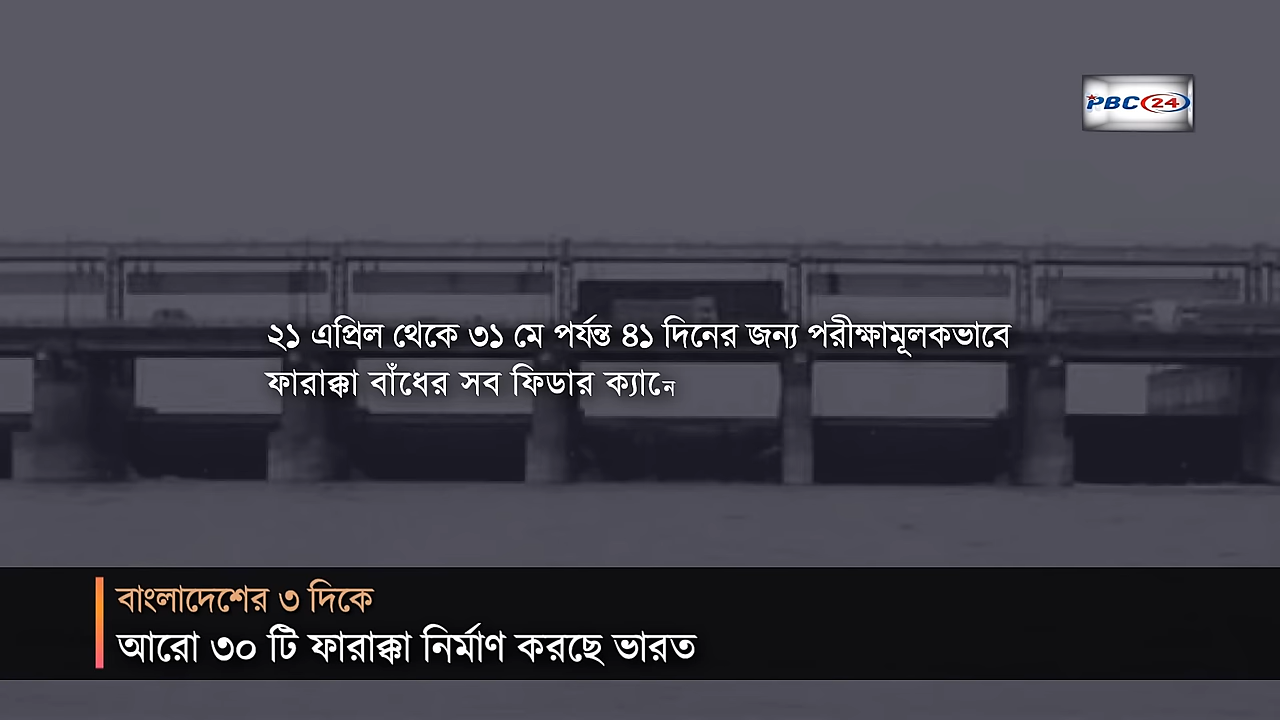 PBC 24
২১ এপ্রিল থেকে ৩১ মে পর্যন্ত ৪১ দিনের জন্য পরীক্ষামূলকভাবে
ফারাক্কা বাঁধের সব ফিডার ক্যানে
বাংলাদেশের ৩ দিকে
আরো ৩০ টি ফারাক্কা নির্মাণ করছে ভারত